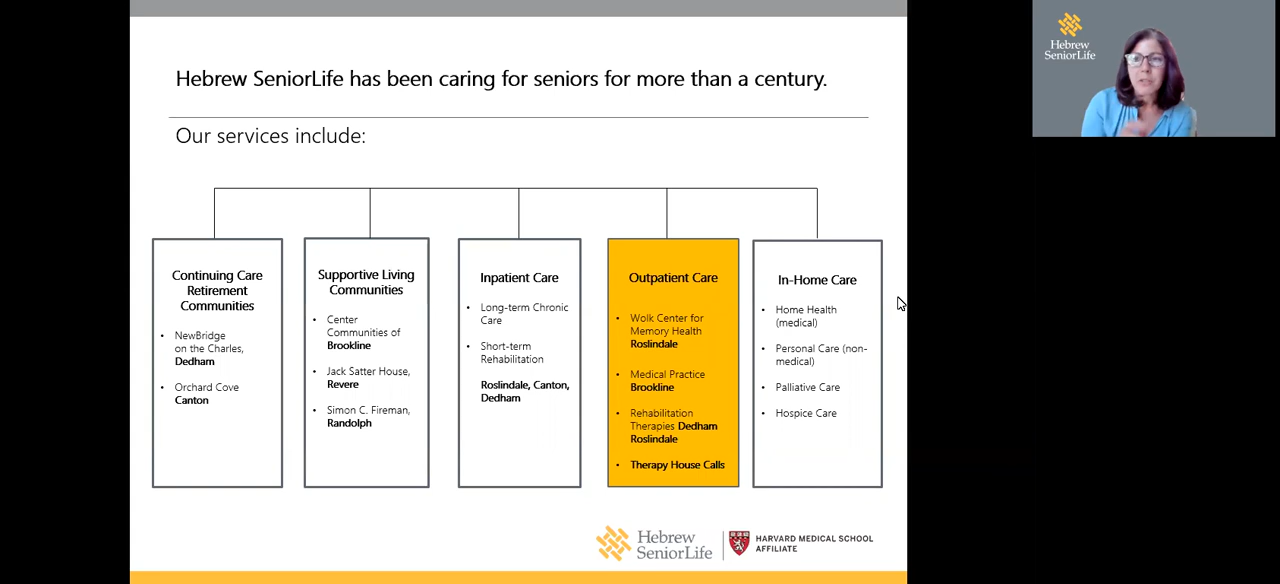 Hebrew SeniorLife has been caring for seniors for more than a century.
Our services include:
Continuing Care
Retirement
Communities
• NewBridge
on the Charles,
Dedham
• Orchard Cove
Canton
Supportive Living
Communities
• Center
Communities of
Brookline
• Jack Satter House,
Revere
• Simon C. Fireman,
Randolph
Inpatient Care
• Long-term Chronic
Care
• Short-term
Rehabilitation
Roslindale, Canton,
Dedham
Outpatient Care
• Wolk Center for
Memory Health
Roslindale
• Medical Practice
Brookline
• Rehabilitation
Therapies Dedham
Roslindale
• Therapy House Calls
In-Home Care
• Home Health
(medical)
• Personal Care (non-
medical)
• Palliative Care
• Hospice Care
Hebrew
SeniorLife
HARVARD MEDICAL SCHOOL
AFFILIATE
Hebrew
SeniorLife